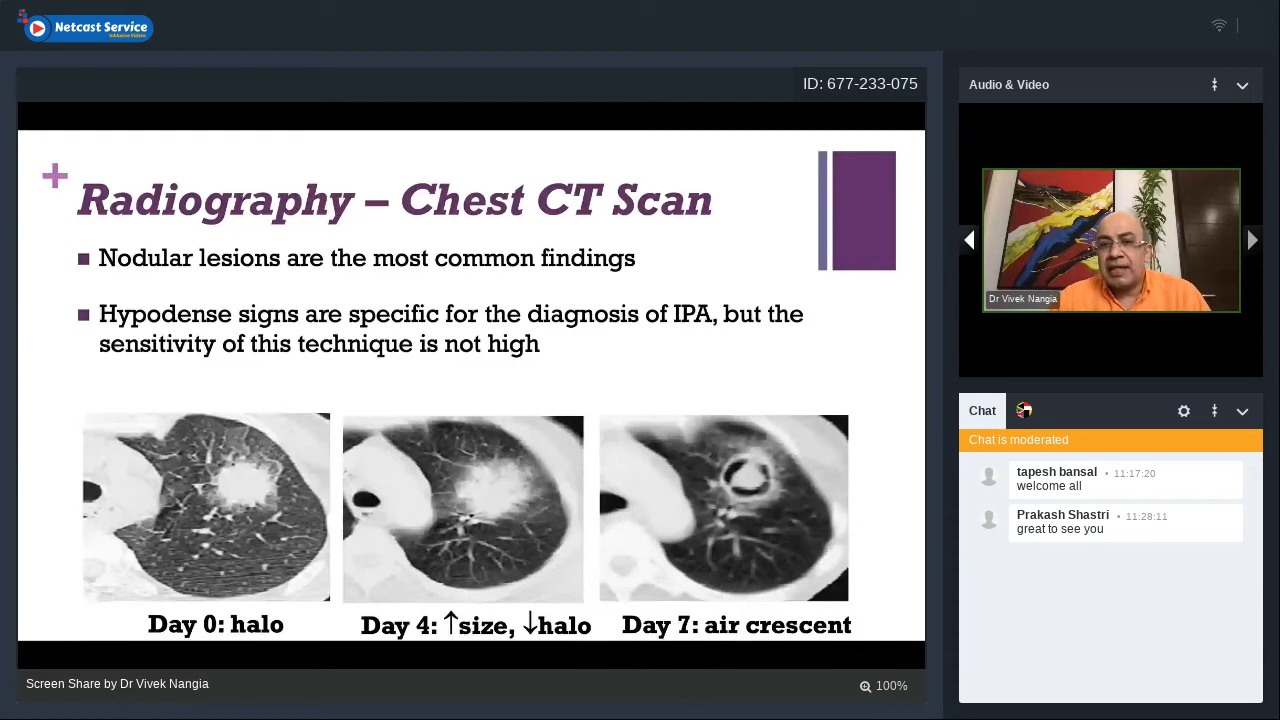 Netcast Service
ID: 677-233-075
Audio & Video
+
Radiography – Chest CT Scan
Nodular lesions are the most common findings
Hypodense signs are specific for the diagnosis of IPA, but the
sensitivity of this technique is not high
Day 0: halo
Day 4: ↑size, ↓halo
Day 7: air crescent
Screen Share by Dr Vivek Nangia
100%
Dr Vivek Nangia
Chat
Chat is moderated
tapesh bansal • 11:17:20
welcome all
Prakash Shastri • 11:28:11
great to see you